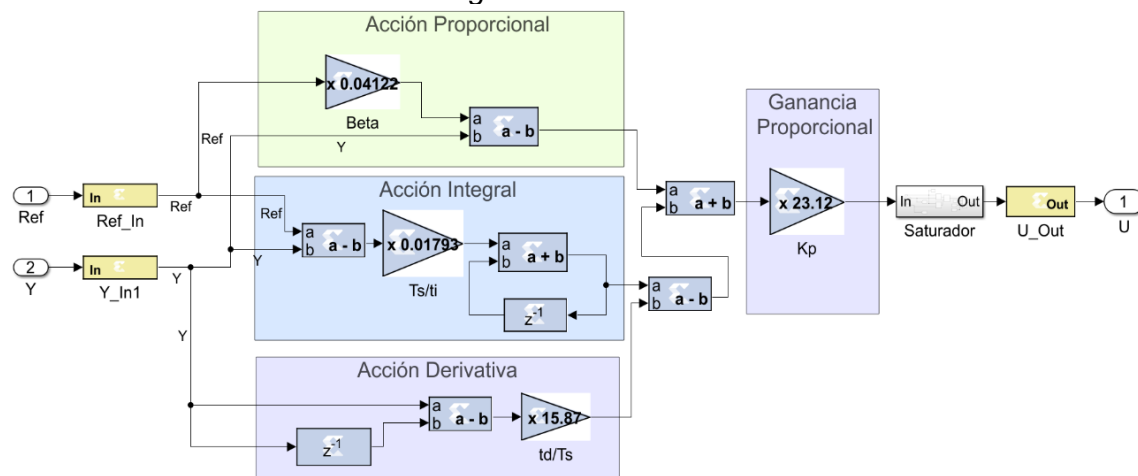 Acción Proporcional
x 0.04122
Beta
a
b
a - b
Ref
Y
Ganancia
Proporcional
x 23.12
Kp
1
Ref
In
Ref_In
Ref
2
Y
In
Y_In1
Y
Y
Y
Acción Integral
Ref
a
b
a - b
x 0.01793
Ts/ti
a
b
a + b
z-1
a
b
a + b
a
b
a - b
In
Out
Saturador
Out
U_Out
1
U
Acción Derivativa
a
b
a - b
z-1
x 15.87
td/Ts